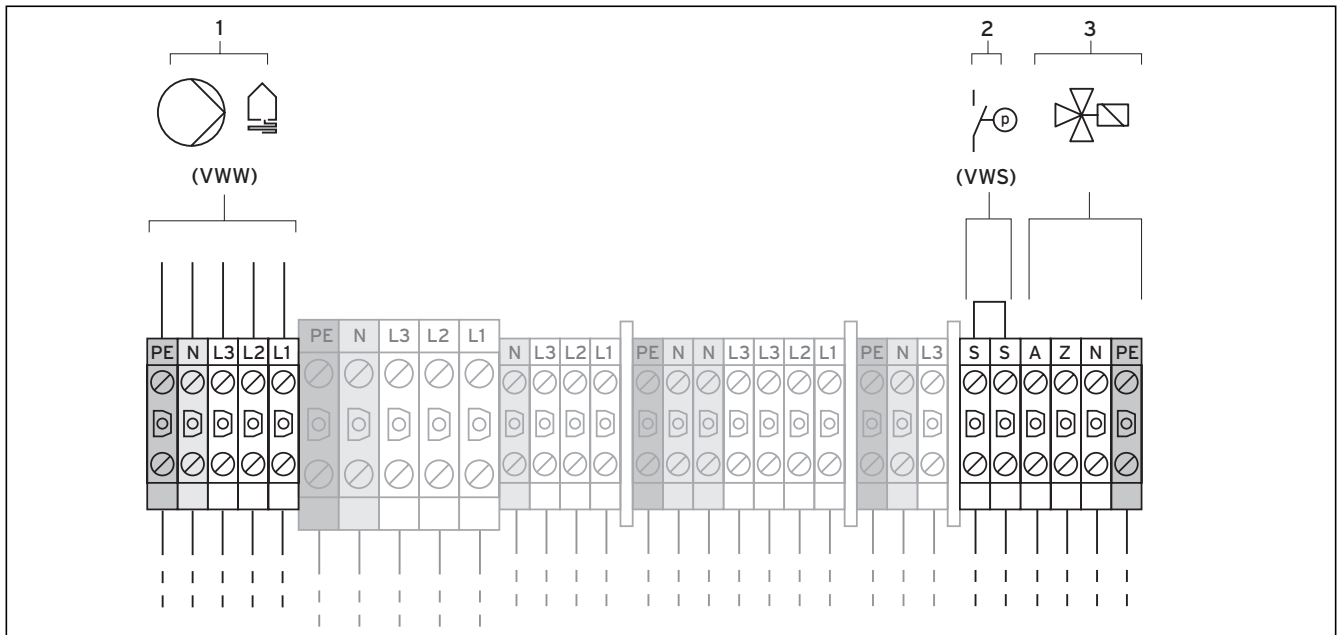 1 2 3
p
(VWW) (VWS)
PE N L3 L2 L1
PE N L3 L2 L1
N L3 L2 L1
PE N N L3 L3 L2 L1
PE N L3
S S A Z N PE